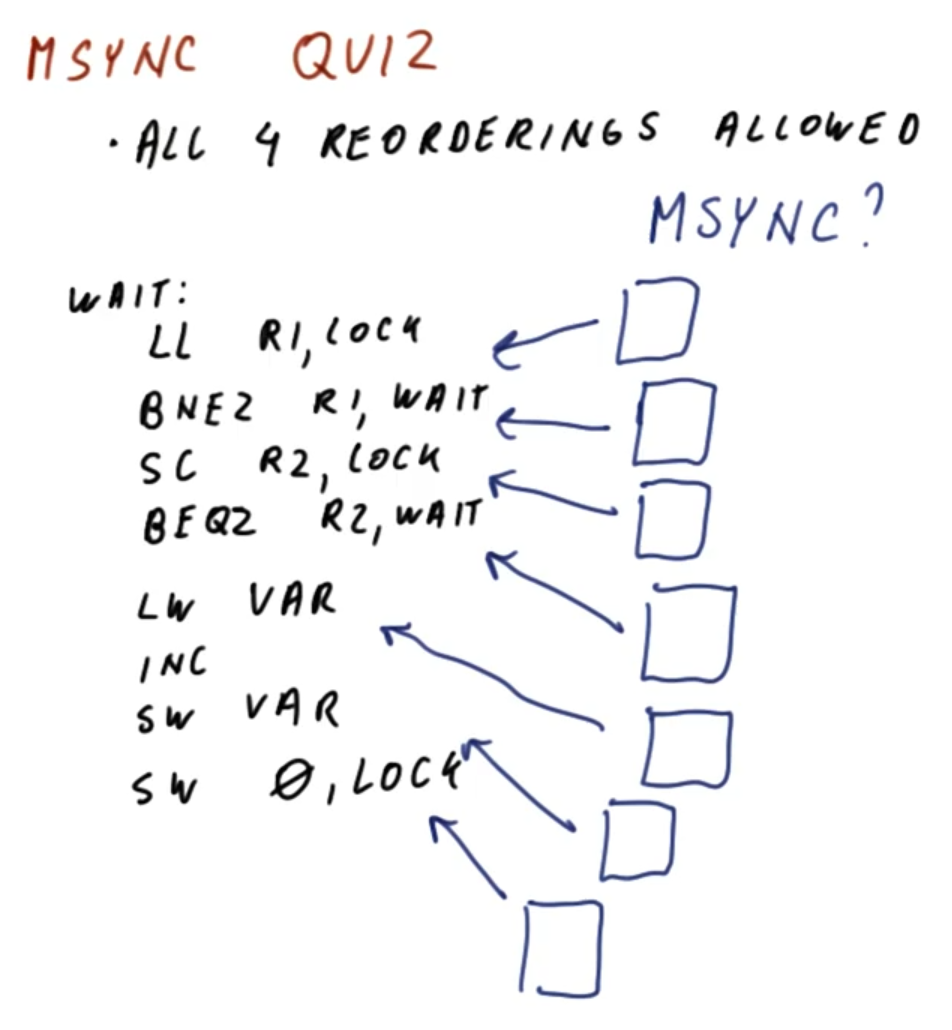 MSYNC QUIZ
· ALL 4 REORDERINGS ALLOWED
MSYNC?
WAIT:
LL R1, LOCK
BNEZ R1, WAIT
SC R2, LOCK
BEQZ R2, WAIT
LW VAR
INC
SW VAR
SW Ø, LOCK